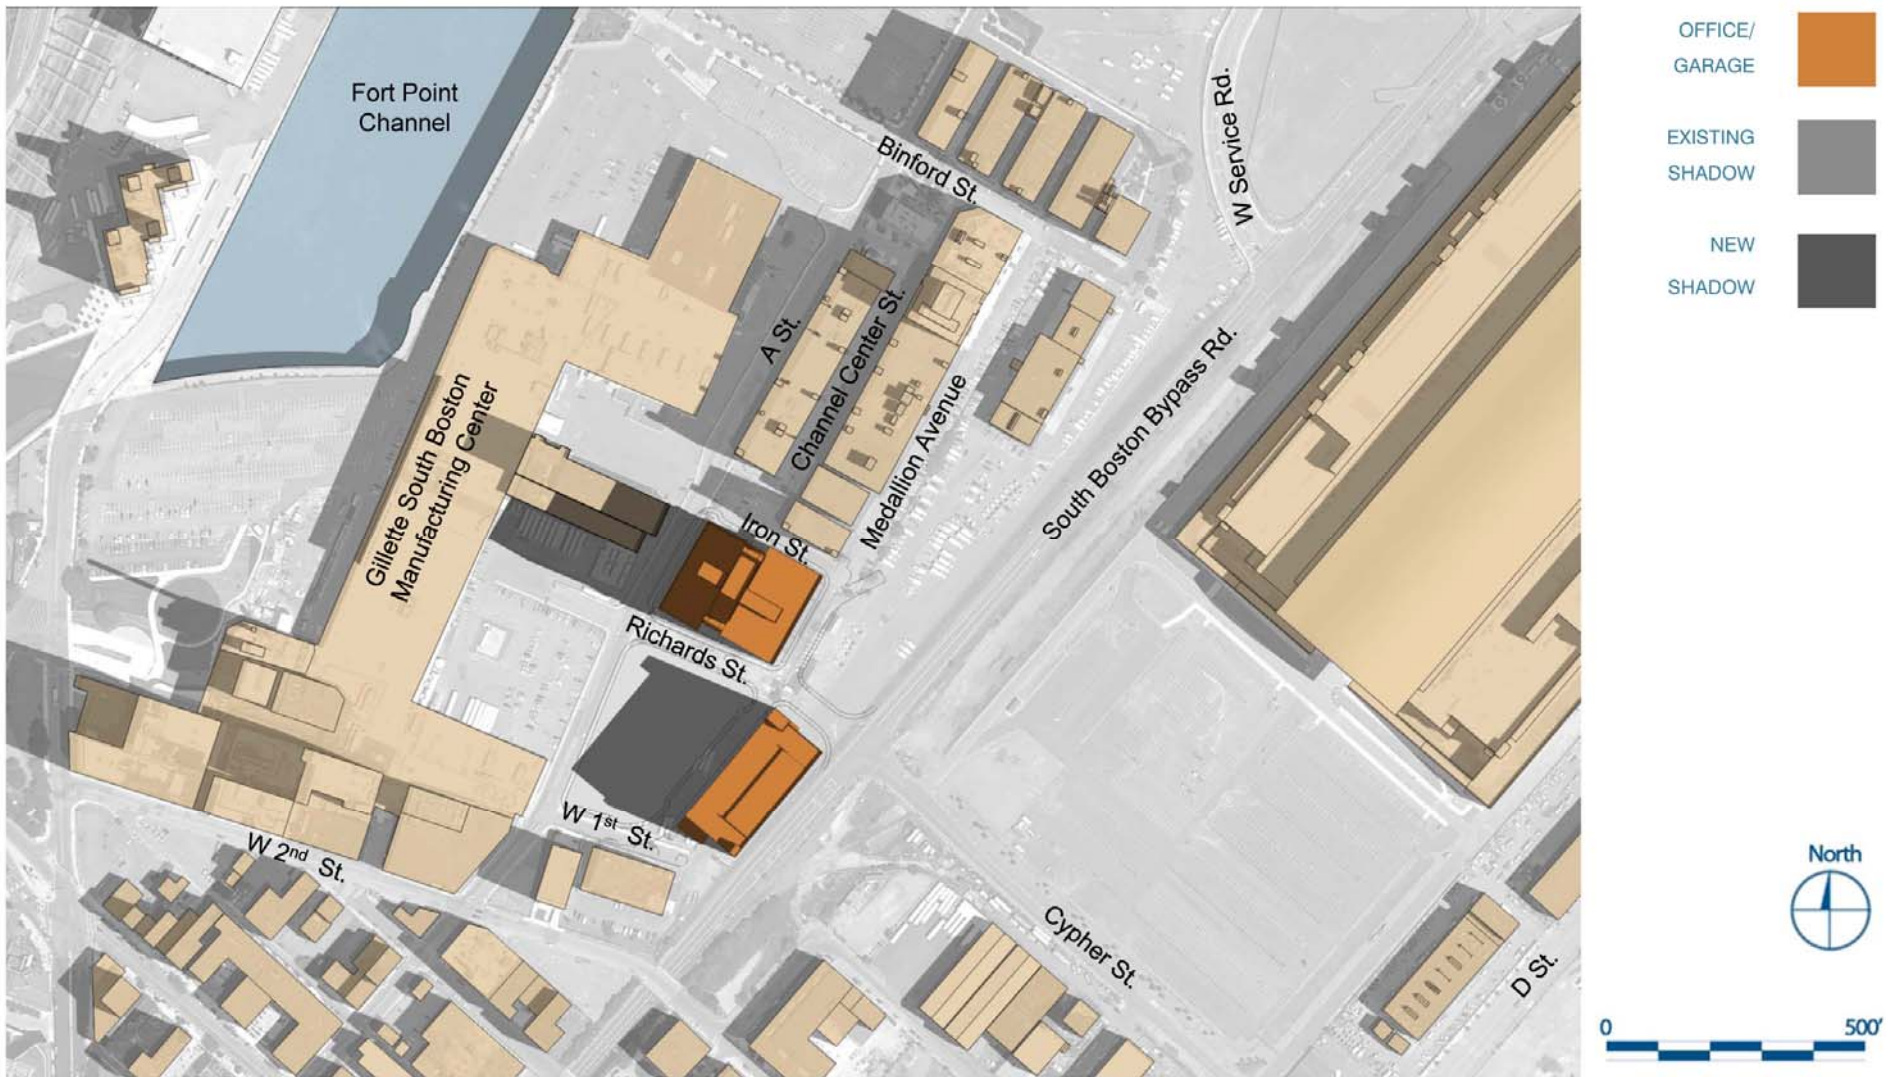 OFFICE/
GARAGE
EXISTING
SHADOW
NEW
SHADOW
Fort Point
Channel
Binford St.
W Service Rd.
A St.
Channel Center St.
Medallion Avenue
South Boston Bypass Rd.
Gillette South Boston
Manufacturing Center
Iron St.
Richards St.
W 1st St.
W 2nd St.
Cypher St.
D St.
North
0 500'